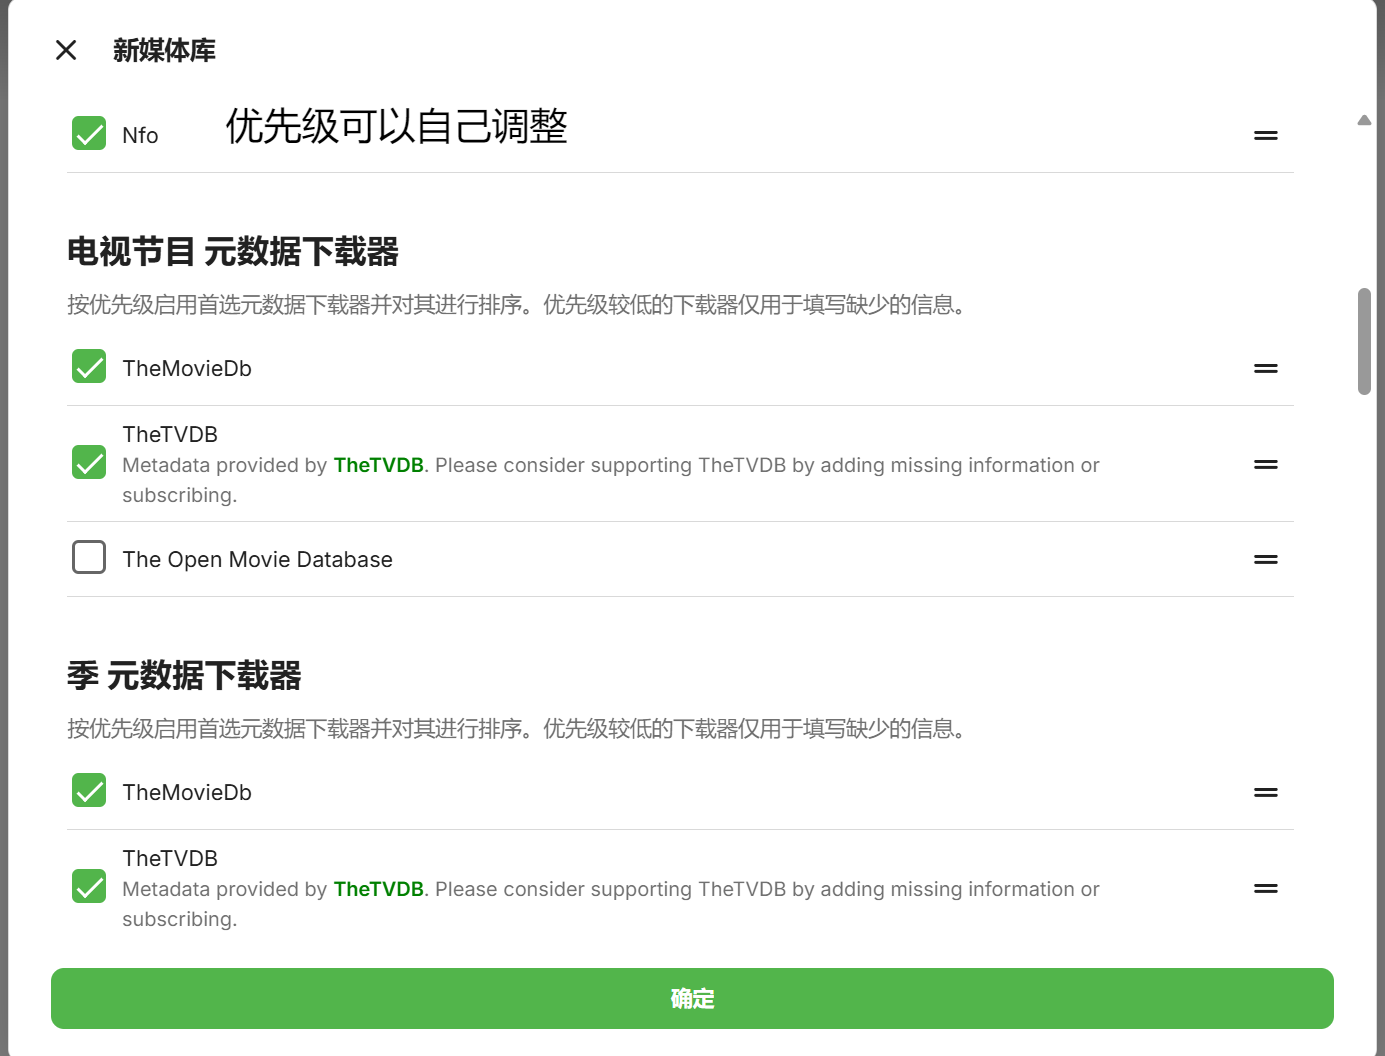 新媒体库
Nfo
优先级可以自己调整
电视节目 元数据下载器
按优先级启用首选元数据下载器并对其进行排序。优先级较低的下载器仅用于填写缺少的信息。
TheMovieDb
TheTVDB
Metadata provided by TheTVDB. Please consider supporting TheTVDB by adding missing information or
subscribing.
The Open Movie Database
季 元数据下载器
按优先级启用首选元数据下载器并对其进行排序。优先级较低的下载器仅用于填写缺少的信息。
TheMovieDb
TheTVDB
Metadata provided by TheTVDB. Please consider supporting TheTVDB by adding missing information or
subscribing.
确定